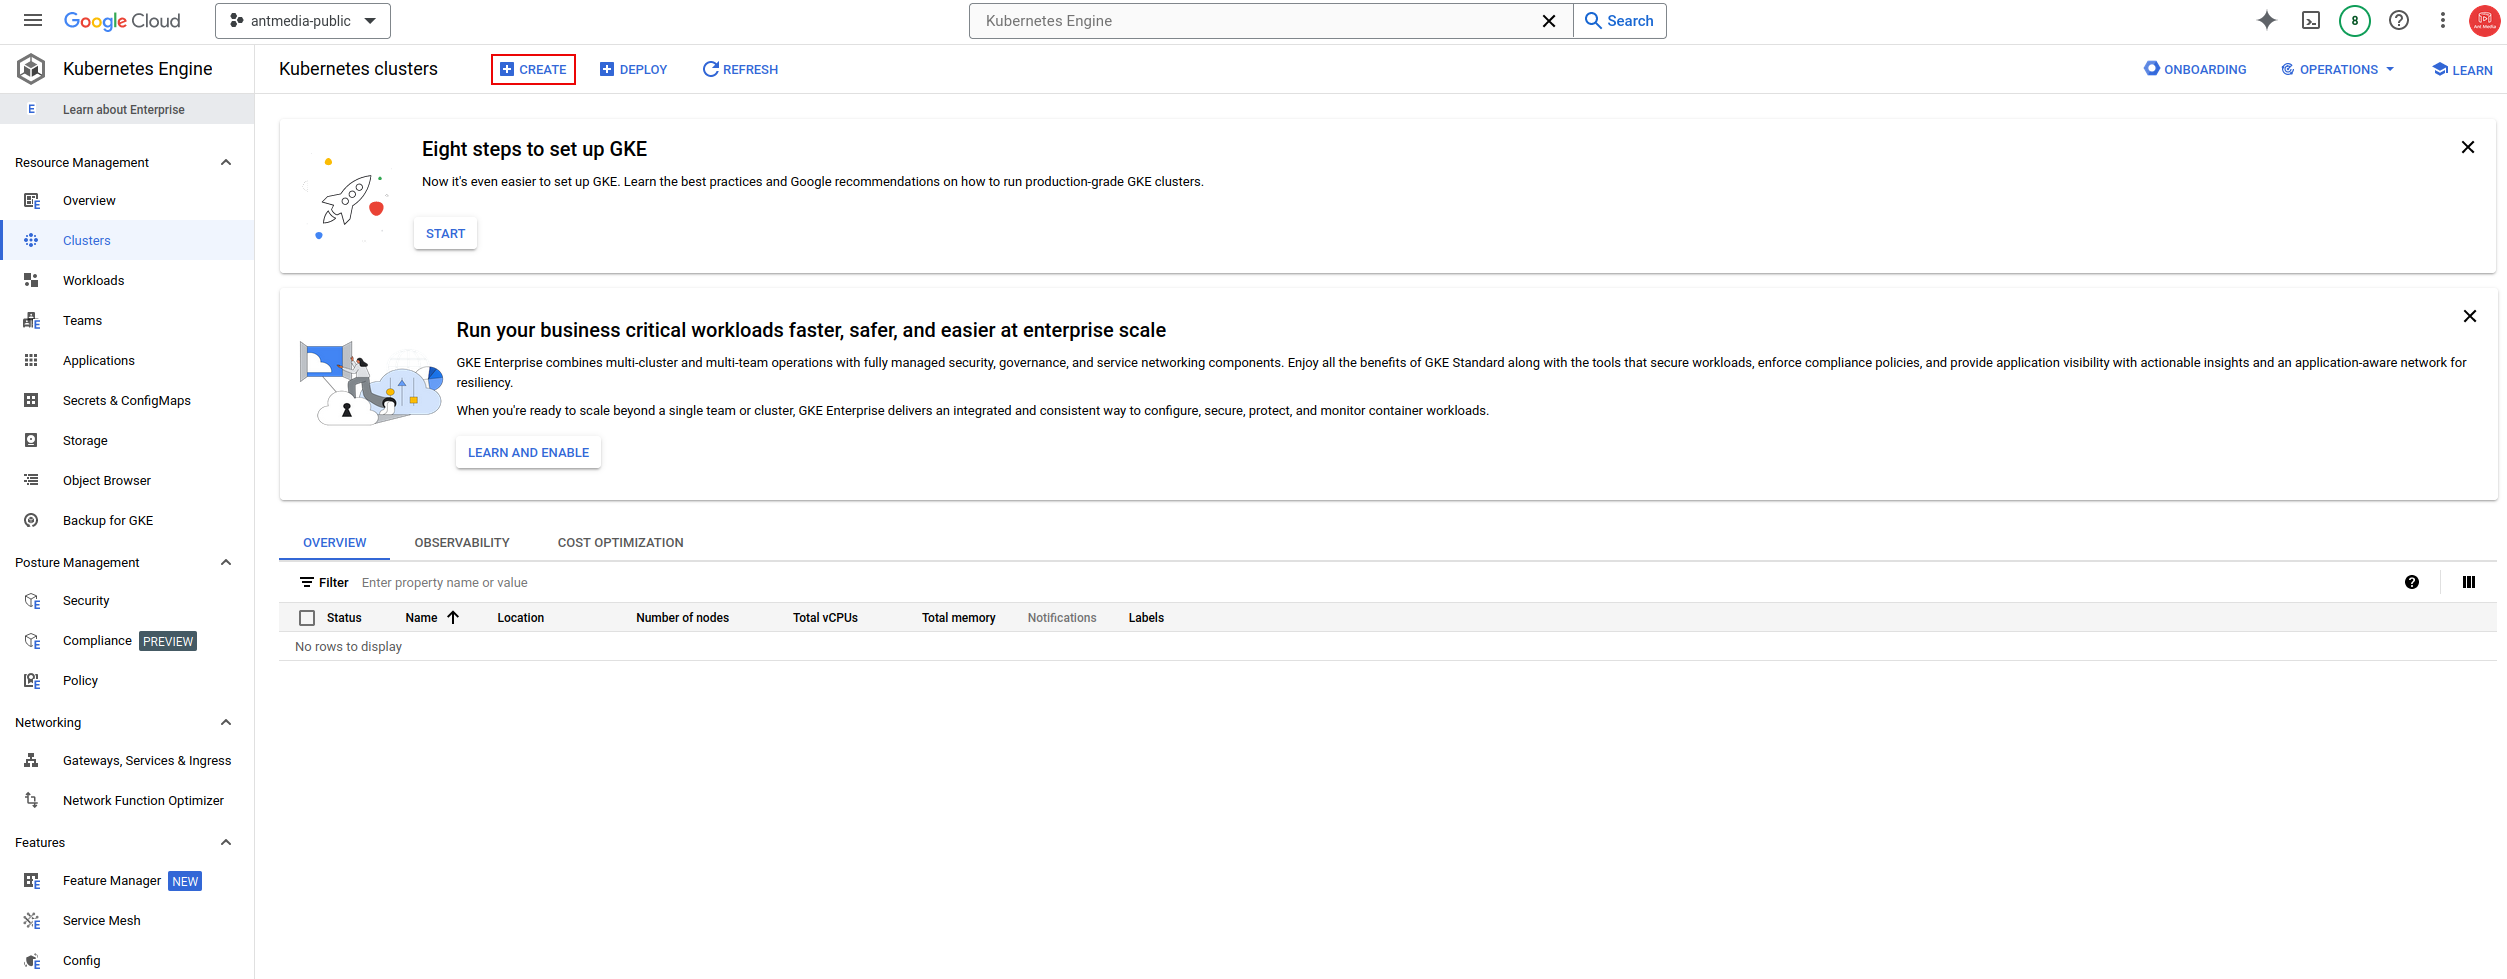 Google Cloud
antmedia-public
Kubernetes Engine
Search
8
Kubernetes Engine
Kubernetes clusters
CREATE
DEPLOY
REFRESH
ONBOARDING
OPERATIONS
LEARN
E Learn about Enterprise
Resource Management
Overview
Clusters
Workloads
Teams
Applications
Secrets & ConfigMaps
Storage
Object Browser
Backup for GKE
Posture Management
Security
Compliance PREVIEW
Policy
Networking
Gateways, Services & Ingress
Network Function Optimizer
Features
Feature Manager NEW
Service Mesh
Config
Eight steps to set up GKE
Now it's even easier to set up GKE. Learn the best practices and Google recommendations on how to run production-grade GKE clusters.
START
Run your business critical workloads faster, safer, and easier at enterprise scale
GKE Enterprise combines multi-cluster and multi-team operations with fully managed security, governance, and service networking components. Enjoy all the benefits of GKE Standard along with the tools that secure workloads, enforce compliance policies, and provide application visibility with actionable insights and an application-aware network for
resiliency.
When you're ready to scale beyond a single team or cluster, GKE Enterprise delivers an integrated and consistent way to configure, secure, protect, and monitor container workloads.
LEARN AND ENABLE
OVERVIEW OBSERVABILITY COST OPTIMIZATION
Filter Enter property name or value
Status Name Location Number of nodes Total vCPUs Total memory Notifications Labels
No rows to display